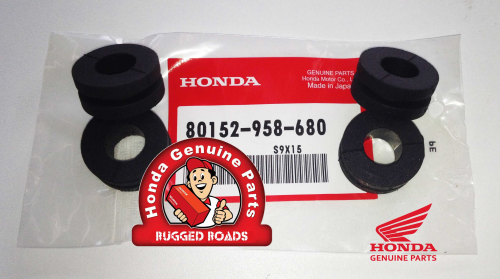 HONDA
GENUINE PARTS
Honda Motor Co.,
Made in Japan
80152-958-680
S9X15
Honda Genuine Parts
RUGGED ROADS
HONDA
GENUINE PARTS